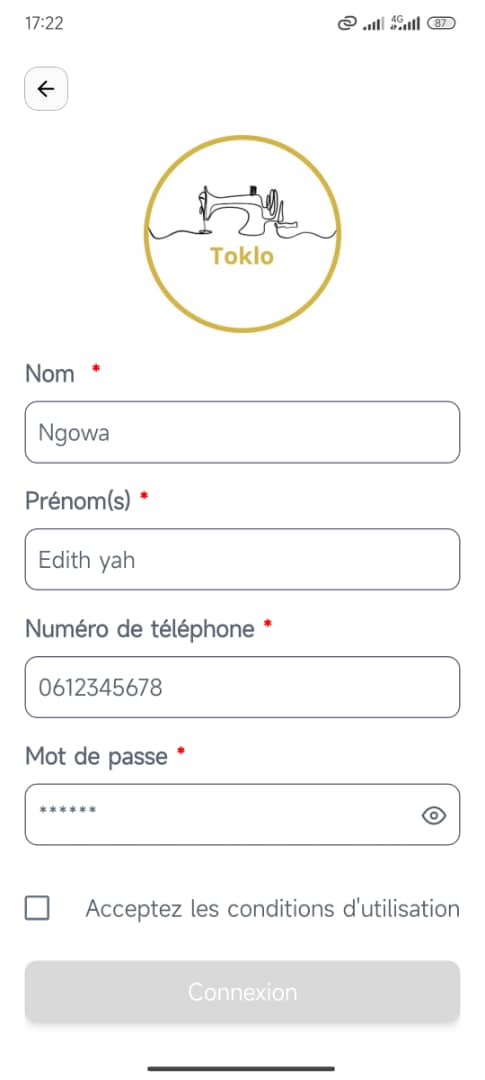 17:22
4G
87
Toklo
Nom *
Ngowa
Prénom(s) *
Edith yah
Numéro de téléphone *
0612345678
Mot de passe *
******
Acceptez les conditions d'utilisation
Connexion